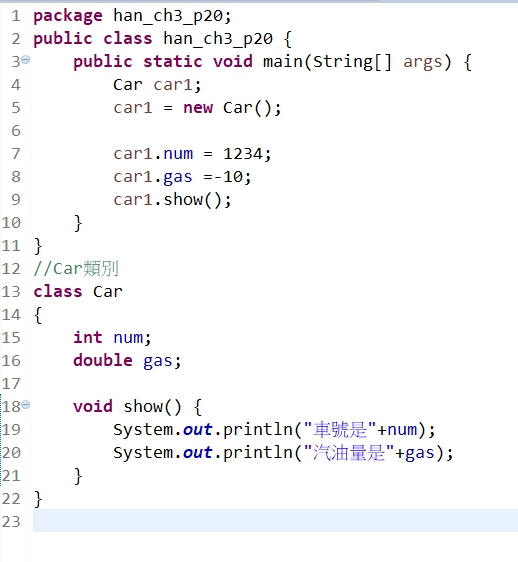 1 package han_ch3_p20;
2 public class han_ch3_p20 {
3     public static void main(String[] args) {
4         Car car1;
5         car1 = new Car();
6
7         car1.num = 1234;
8         car1.gas =-10;
9         car1.show();
10     }
11 }
12 //Car類別
13 class Car
14 {
15     int num;
16     double gas;
17
18     void show() {
19         System.out.println("車號是"+num);
20         System.out.println("汽油量是"+gas);
21     }
22 }
23